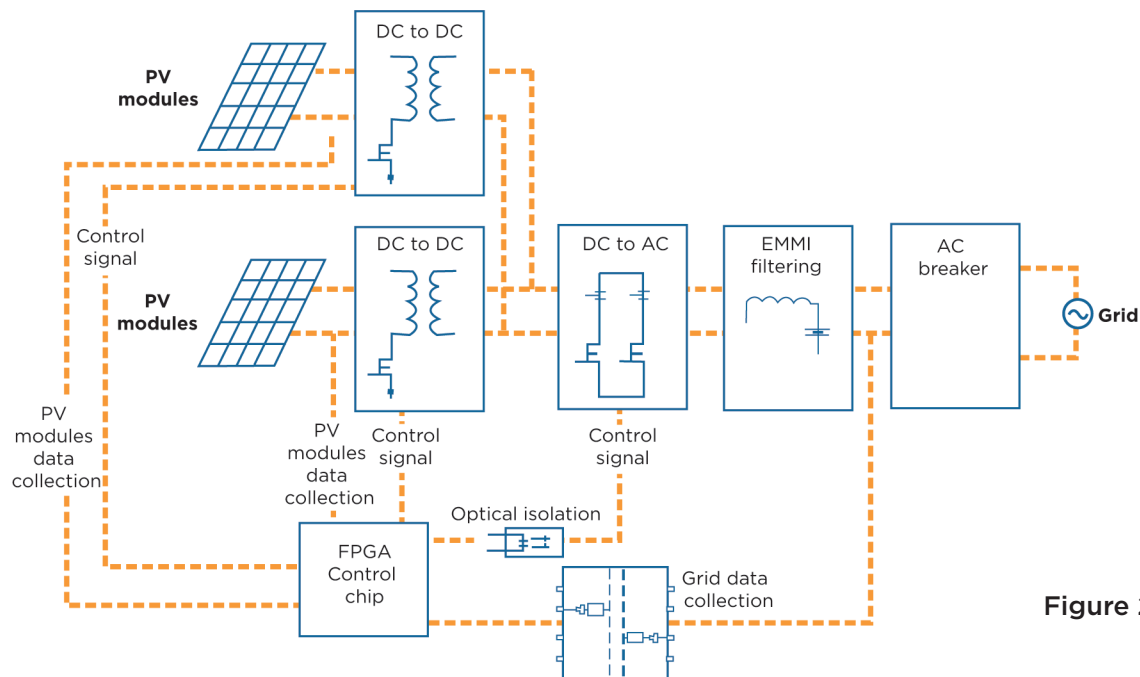 DC to DC
PV
modules
Control
signal
DC to DC
DC to AC
EMMI
filtering
AC
breaker
PV
modules
Grid
PV
modules
data
collection
PV
modules
data
collection
Control
signal
Control
signal
Optical isolation
FPGA
Control
chip
Grid data
collection
Figure